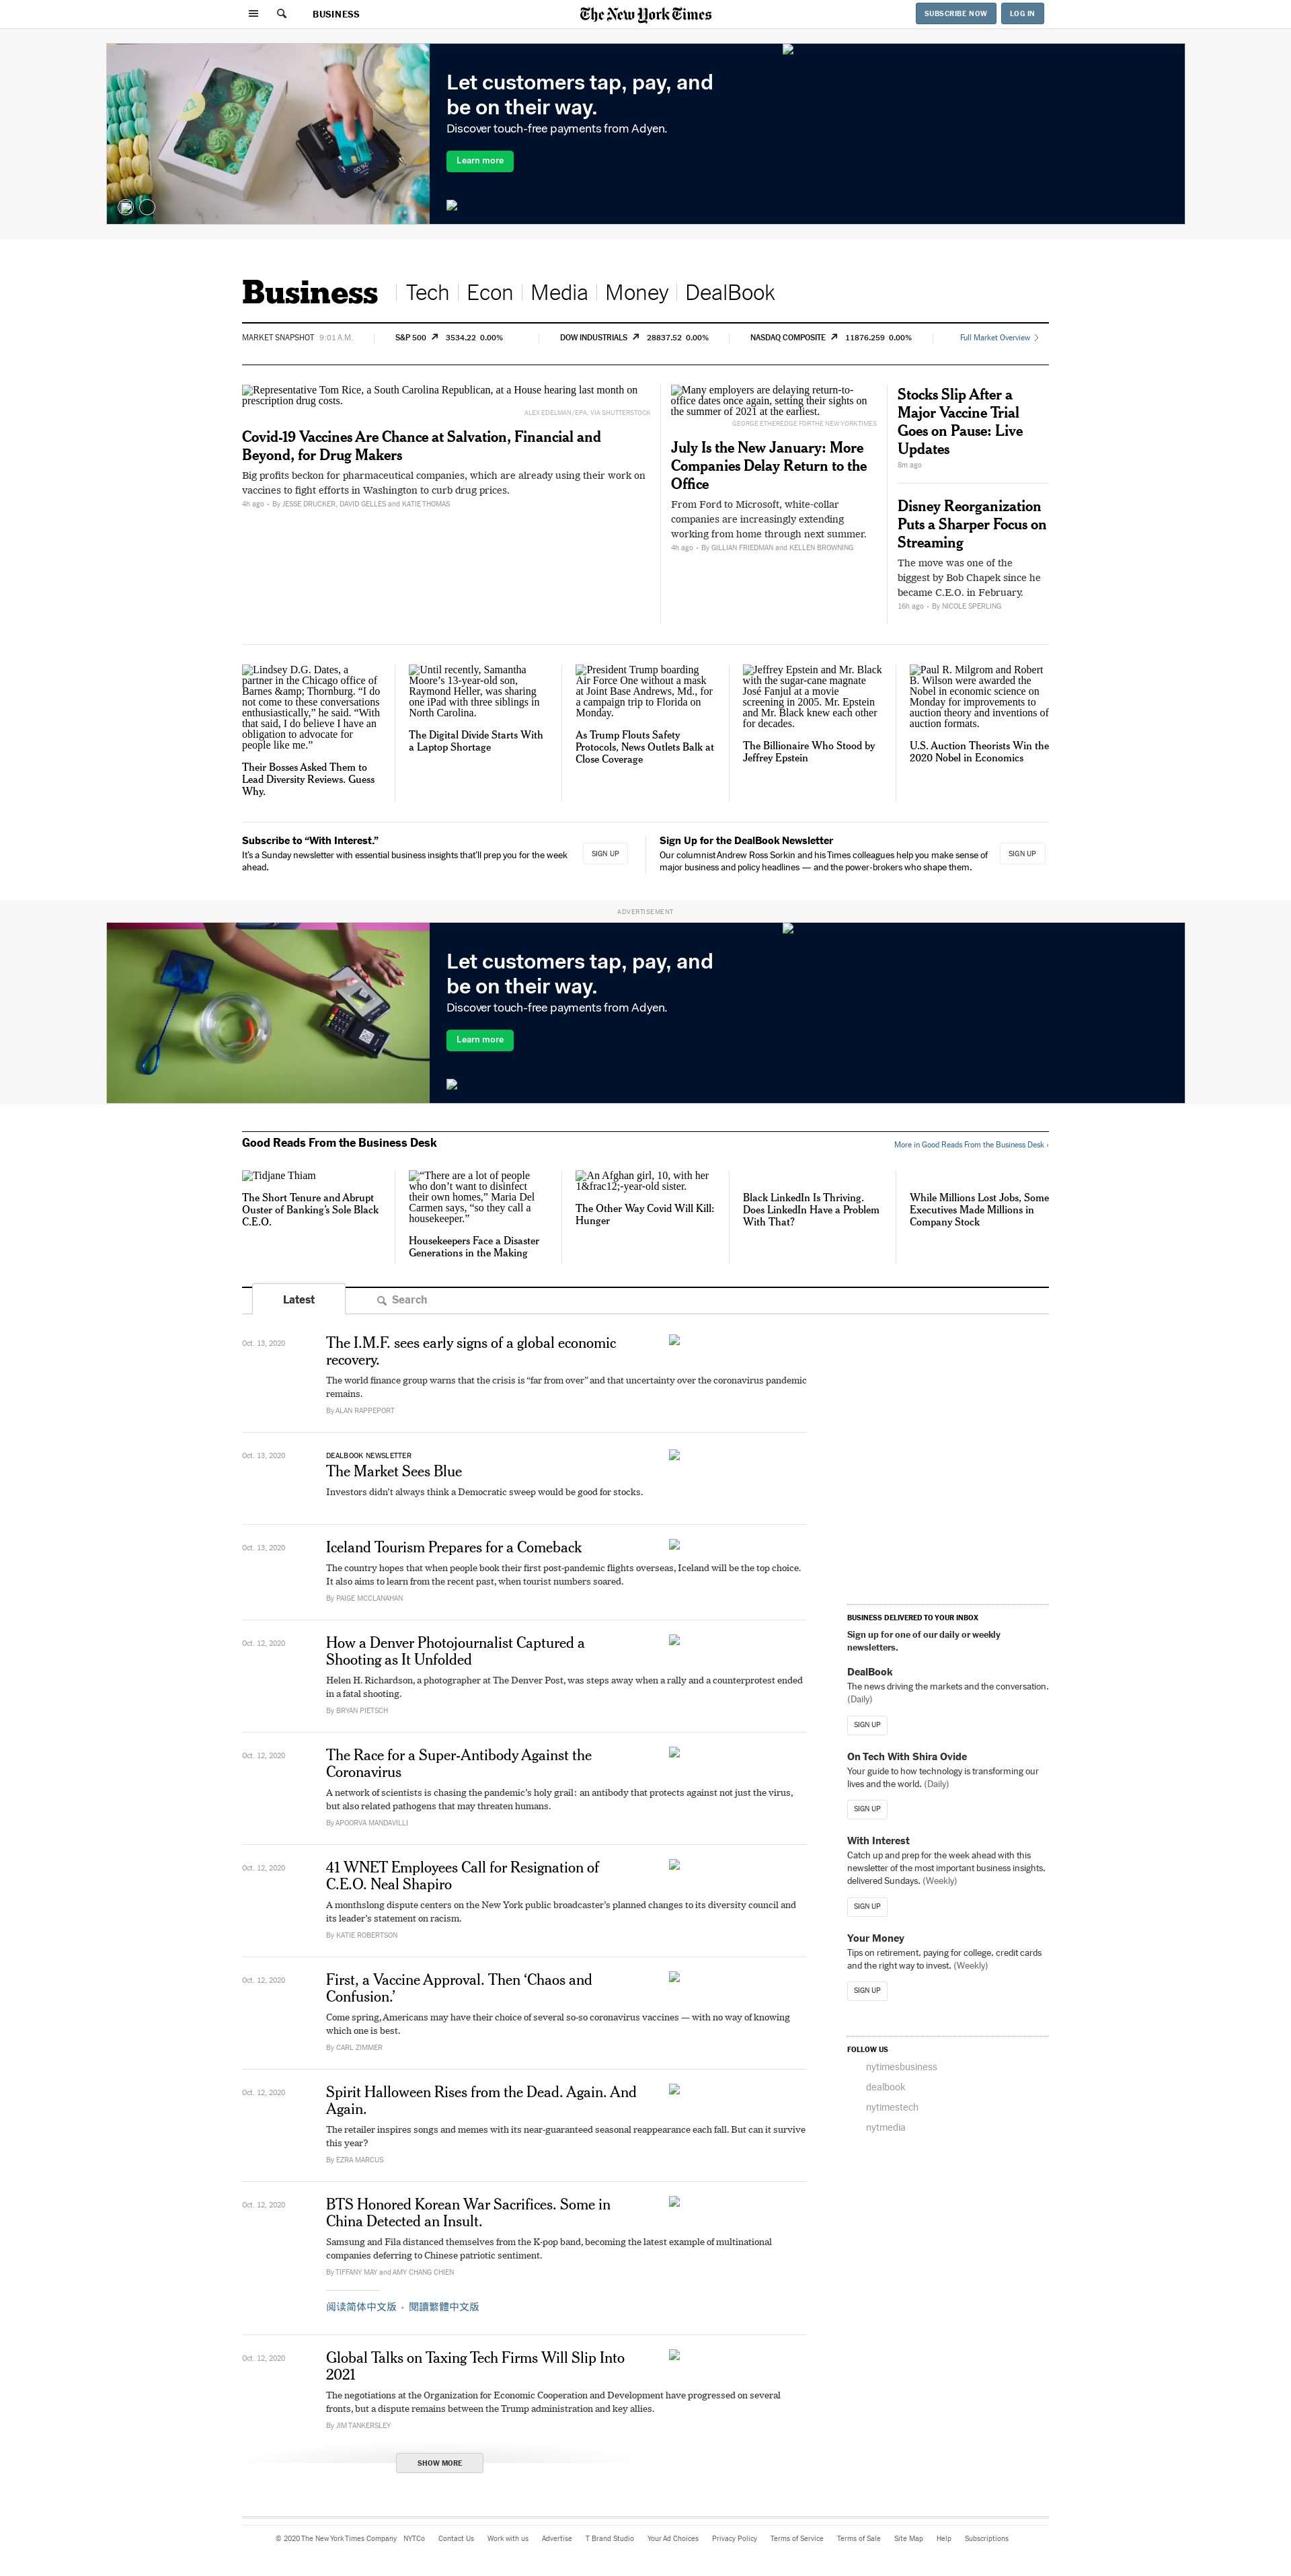 BUSINESS
The New York Times
SUBSCRIBE NOW
LOG IN
Let customers tap, pay, and
be on their way.
Discover touch-free payments from Adyen.
Learn more
Business
Tech
Econ
Media
Money
DealBook
MARKET SNAPSHOT 9:01 A.M.
S&P 500 3534.22 0.00%
DOW INDUSTRIALS 28837.52 0.00%
NASDAQ COMPOSITE 11876.259 0.00%
Full Market Overview
Representative Tom Rice, a South Carolina Republican, at a House hearing last month on
prescription drug costs.
ALEX EDELMAN/EPA, VIA SHUTTERSTOCK
Covid-19 Vaccines Are Chance at Salvation, Financial and
Beyond, for Drug Makers
Big profits beckon for pharmaceutical companies, which are already using their work on
vaccines to fight efforts in Washington to curb drug prices.
4h ago · By JESSE DRUCKER, DAVID GELLES and KATIE THOMAS
Many employers are delaying return-to-
office dates once again, setting their sights on
the summer of 2021 at the earliest.
GEORGE ETHEREDGE FOR THE NEW YORK TIMES
July Is the New January: More
Companies Delay Return to the
Office
From Ford to Microsoft, white-collar
companies are increasingly extending
working from home through next summer.
4h ago · By GILLIAN FRIEDMAN and KELLEN BROWNING
Stocks Slip After a
Major Vaccine Trial
Goes on Pause: Live
Updates
8m ago
Disney Reorganization
Puts a Sharper Focus on
Streaming
The move was one of the
biggest by Bob Chapek since he
became C.E.O. in February.
16h ago · By NICOLE SPERLING
Lindsey D.G. Dates, a
partner in the Chicago office of
Barnes &amp; Thornburg. “I do
not come to these conversations
enthusiastically,” he said. “With
that said, I do believe I have an
obligation to advocate for
people like me.”
Their Bosses Asked Them to
Lead Diversity Reviews. Guess
Why.
Until recently, Samantha
Moore’s 13-year-old son,
Raymond Heller, was sharing
one iPad with three siblings in
North Carolina.
The Digital Divide Starts With
a Laptop Shortage
President Trump boarding
Air Force One without a mask
at Joint Base Andrews, Md., for
a campaign trip to Florida on
Monday.
As Trump Flouts Safety
Protocols, News Outlets Balk at
Close Coverage
Jeffrey Epstein and Mr. Black
with the sugar-cane magnate
José Fanjul at a movie
screening in 2005. Mr. Epstein
and Mr. Black knew each other
for decades.
The Billionaire Who Stood by
Jeffrey Epstein
Paul R. Milgrom and Robert
B. Wilson were awarded the
Nobel in economic science on
Monday for improvements to
auction theory and inventions of
auction formats.
U.S. Auction Theorists Win the
2020 Nobel in Economics
Subscribe to “With Interest.”
It’s a Sunday newsletter with essential business insights that’ll prep you for the week
ahead.
SIGN UP
Sign Up for the DealBook Newsletter
Our columnist Andrew Ross Sorkin and his Times colleagues help you make sense of
major business and policy headlines — and the power-brokers who shape them.
SIGN UP
ADVERTISEMENT
Let customers tap, pay, and
be on their way.
Discover touch-free payments from Adyen.
Learn more
Good Reads From the Business Desk
More in Good Reads From the Business Desk ›
Tidjane Thiam
The Short Tenure and Abrupt
Ouster of Banking’s Sole Black
C.E.O.
“There are a lot of people
who don’t want to disinfect
their own homes,” Maria Del
Carmen says, “so they call a
housekeeper.”
Housekeepers Face a Disaster
Generations in the Making
An Afghan girl, 10, with her
1&frac12;-year-old sister.
The Other Way Covid Will Kill:
Hunger
Black LinkedIn Is Thriving.
Does LinkedIn Have a Problem
With That?
While Millions Lost Jobs, Some
Executives Made Millions in
Company Stock
Latest
Search
Oct. 13, 2020
The I.M.F. sees early signs of a global economic
recovery.
The world finance group warns that the crisis is “far from over” and that uncertainty over the coronavirus pandemic
remains.
By ALAN RAPPEPORT
Oct. 13, 2020
DEALBOOK NEWSLETTER
The Market Sees Blue
Investors didn’t always think a Democratic sweep would be good for stocks.
Oct. 13, 2020
Iceland Tourism Prepares for a Comeback
The country hopes that when people book their first post-pandemic flights overseas, Iceland will be the top choice.
It also aims to learn from the recent past, when tourist numbers soared.
By PAIGE MCCLANAHAN
Oct. 12, 2020
How a Denver Photojournalist Captured a
Shooting as It Unfolded
Helen H. Richardson, a photographer at The Denver Post, was steps away when a rally and a counterprotest ended
in a fatal shooting.
By BRYAN PIETSCH
Oct. 12, 2020
The Race for a Super-Antibody Against the
Coronavirus
A network of scientists is chasing the pandemic’s holy grail: an antibody that protects against not just the virus,
but also related pathogens that may threaten humans.
By APOORVA MANDAVILLI
Oct. 12, 2020
41 WNET Employees Call for Resignation of
C.E.O. Neal Shapiro
A monthslong dispute centers on the New York public broadcaster’s planned changes to its diversity council and
its leader’s statement on racism.
By KATIE ROBERTSON
Oct. 12, 2020
First, a Vaccine Approval. Then ‘Chaos and
Confusion.’
Come spring, Americans may have their choice of several so-so coronavirus vaccines — with no way of knowing
which one is best.
By CARL ZIMMER
Oct. 12, 2020
Spirit Halloween Rises from the Dead. Again. And
Again.
The retailer inspires songs and memes with its near-guaranteed seasonal reappearance each fall. But can it survive
this year?
By EZRA MARCUS
Oct. 12, 2020
BTS Honored Korean War Sacrifices. Some in
China Detected an Insult.
Samsung and Fila distanced themselves from the K-pop band, becoming the latest example of multinational
companies deferring to Chinese patriotic sentiment.
By TIFFANY MAY and AMY CHANG CHIEN
阅读简体中文版 · 閱讀繁體中文版
Oct. 12, 2020
Global Talks on Taxing Tech Firms Will Slip Into
2021
The negotiations at the Organization for Economic Cooperation and Development have progressed on several
fronts, but a dispute remains between the Trump administration and key allies.
By JIM TANKERSLEY
SHOW MORE
BUSINESS DELIVERED TO YOUR INBOX
Sign up for one of our daily or weekly
newsletters.
DealBook
The news driving the markets and the conversation.
(Daily)
SIGN UP
On Tech With Shira Ovide
Your guide to how technology is transforming our
lives and the world. (Daily)
SIGN UP
With Interest
Catch up and prep for the week ahead with this
newsletter of the most important business insights,
delivered Sundays. (Weekly)
SIGN UP
Your Money
Tips on retirement, paying for college, credit cards
and the right way to invest. (Weekly)
SIGN UP
FOLLOW US
nytimesbusiness
dealbook
nytimestech
nytmedia
© 2020 The New York Times Company NYTCo Contact Us Work with us Advertise T Brand Studio Your Ad Choices Privacy Policy Terms of Service Terms of Sale Site Map Help Subscriptions